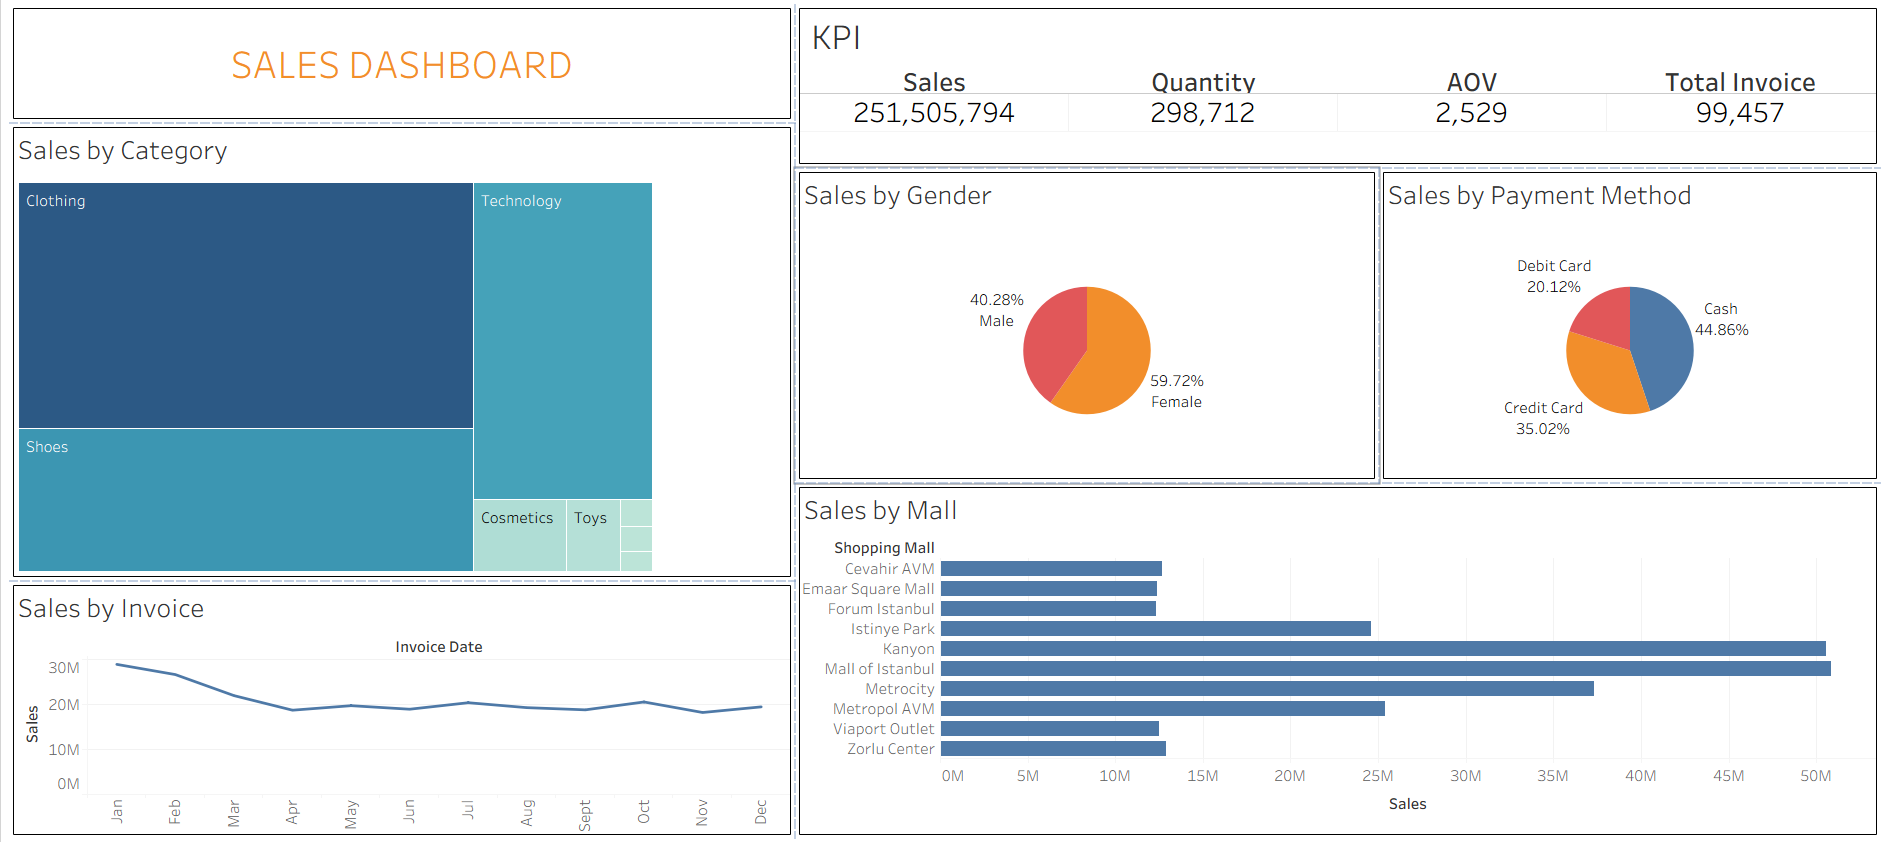 SALES DASHBOARD
KPI
Sales Quantity AOV Total Invoice
251,505,794 298,712 2,529 99,457
Sales by Category
Clothing
Technology
Shoes
Cosmetics
Toys
Sales by Gender
40.28%
Male
59.72%
Female
Sales by Payment Method
Debit Card
20.12%
Cash
44.86%
Credit Card
35.02%
Sales by Invoice
Invoice Date
Sales
30M
20M
10M
0M
Jan Feb Mar Apr May Jun Jul Aug Sept Oct Nov Dec
Sales by Mall
Shopping Mall
Cevahir AVM
Emaar Square Mall
Forum Istanbul
Istinye Park
Kanyon
Mall of Istanbul
Metrocity
Metropol AVM
Viaport Outlet
Zorlu Center
0M 5M 10M 15M 20M 25M 30M 35M 40M 45M 50M
Sales